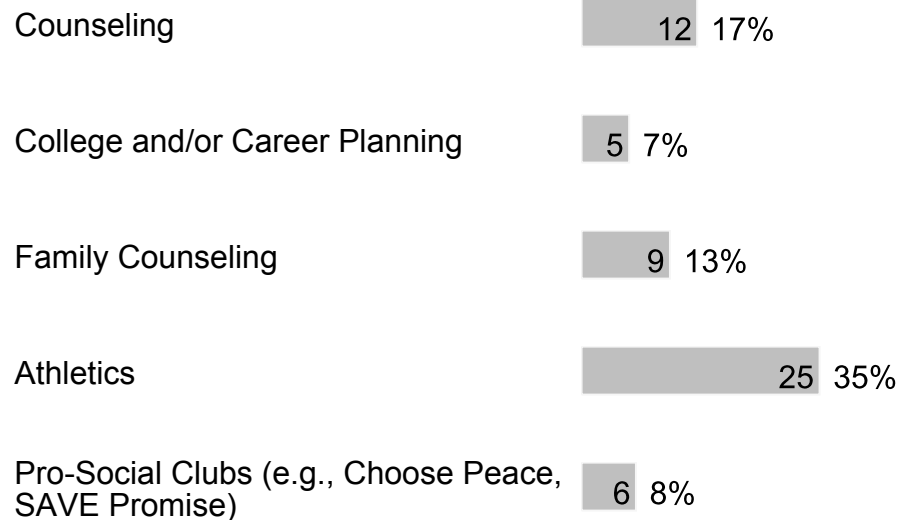 Counseling 12 17%
College and/or Career Planning 5 7%
Family Counseling 9 13%
Athletics 25 35%
Pro-Social Clubs (e.g., Choose Peace,
SAVE Promise) 6 8%